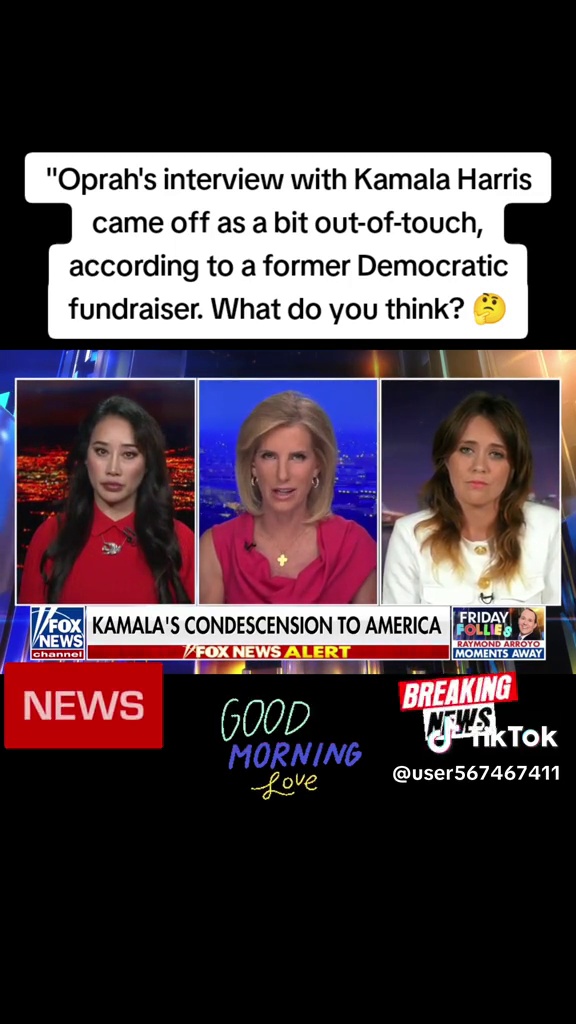 "Oprah's interview with Kamala Harris
came off as a bit out-of-touch,
according to a former Democratic
fundraiser. What do you think? 🤔
FOX
NEWS
channel
KAMALA'S CONDESCENSION TO AMERICA
FOX NEWS ALERT
FRIDAY
FOLLIES
RAYMOND ARROYO
MOMENTS AWAY
NEWS
GOOD
MORNING
Love
BREAKING
NEWS
TikTok
@user567467411